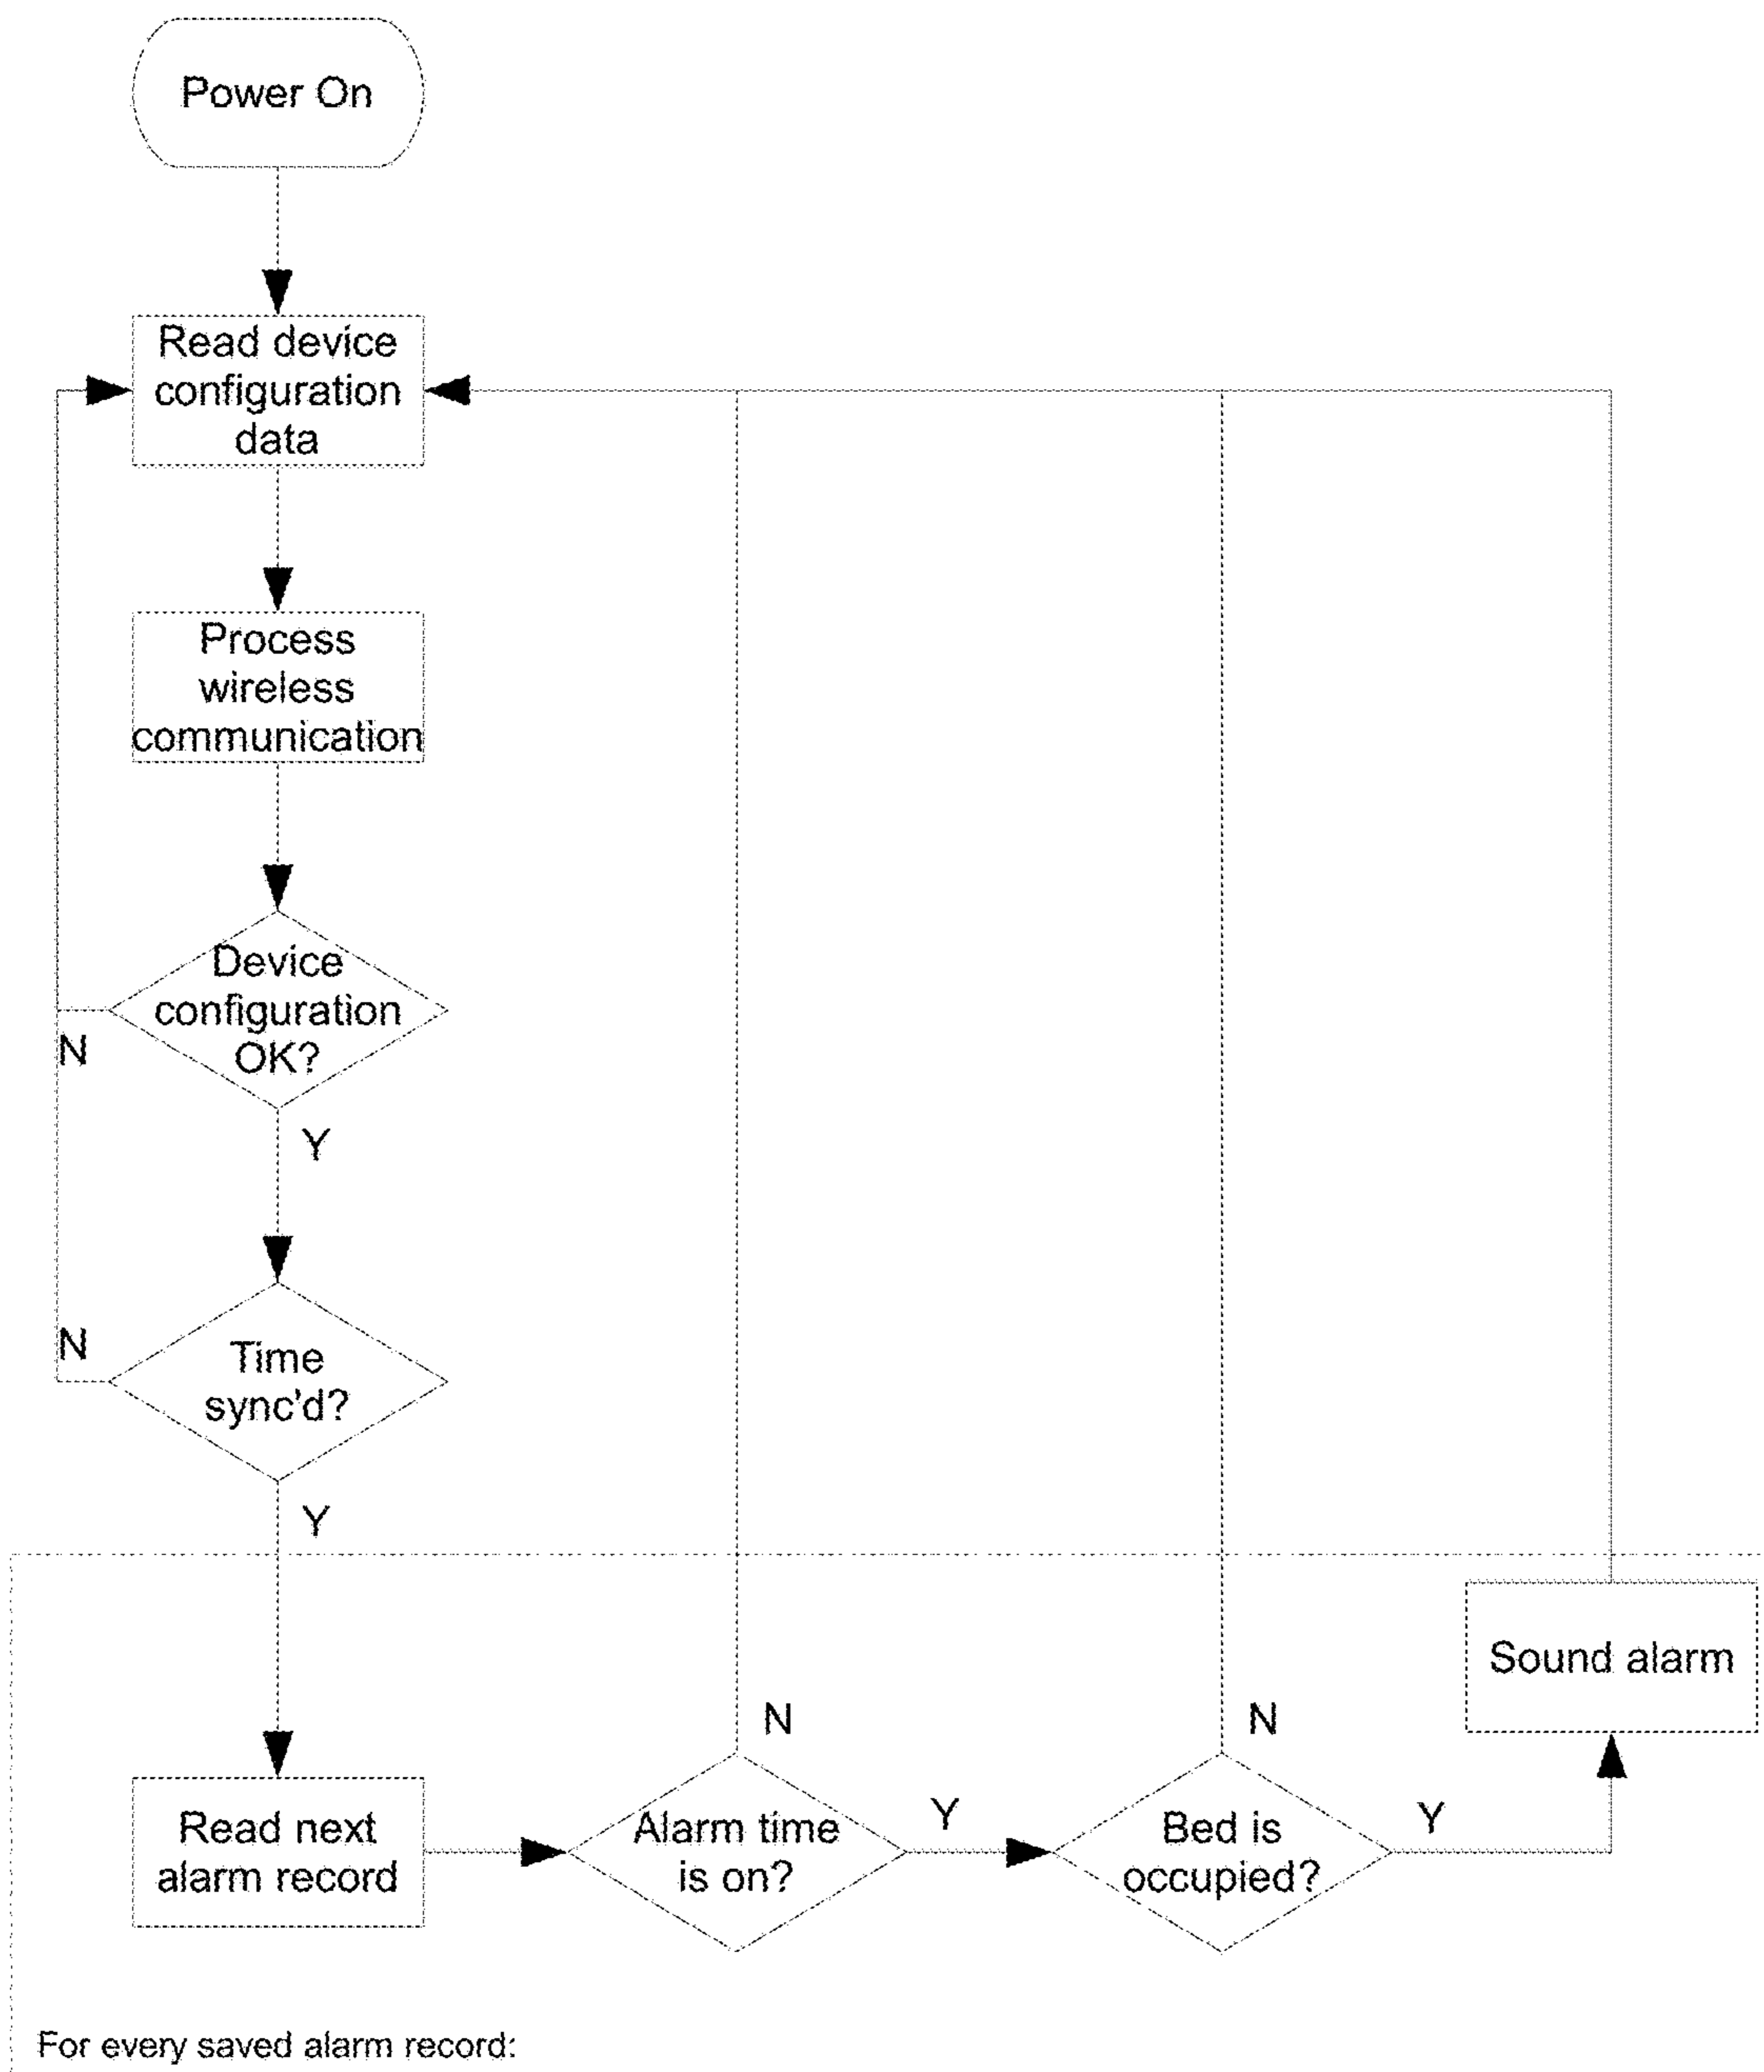 Power On
Read device
configuration
data
Process
wireless
communication
Device
configuration
OK?
N
Y
N
Time
sync'd?
Y
Sound alarm
N
N
Read next
alarm record
Alarm time
is on?
Y
Bed is
occupied?
Y
For every saved alarm record: